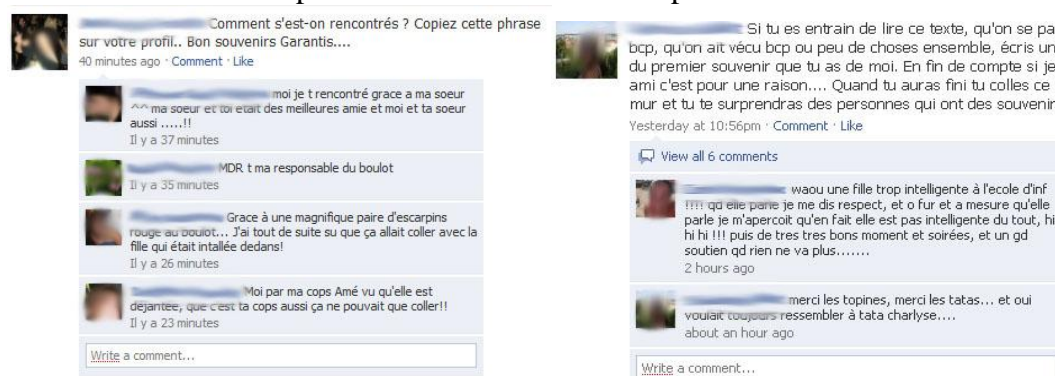 Comment s'est-on rencontrés ? Copiez cette phrase
sur votre profil.. Bon souvenirs Garantis....
40 minutes ago · Comment · Like
moi je t rencontré grace a ma soeur
^^ ma soeur et toi etait des meilleures amie et moi et ta soeur
aussi .....!!
Il y a 37 minutes
MDR t ma responsable du boulot
Il y a 35 minutes
Grace à une magnifique paire d'escarpins
rouge au boulot... J'ai tout de suite su que ça allait coller avec la
fille qui était intallée dedans!
Il y a 26 minutes
Moi par ma cops Amé vu qu'elle est
dejantée, que c'est ta cops aussi ça ne pouvait que coller!!
Il y a 23 minutes
Write a comment...
Si tu es entrain de lire ce texte, qu'on se pa
bcp, qu'on ait vécu bcp ou peu de choses ensemble, écris un
du premier souvenir que tu as de moi. En fin de compte si je
ami c'est pour une raison.... Quand tu auras fini tu colles ce
mur et tu te surprendras des personnes qui ont des souvenir
Yesterday at 10:56pm · Comment · Like
View all 6 comments
waou une fille trop intelligente à l'ecole d'inf
!!!! qd elle parle je me dis respect, et o fur et a mesure qu'elle
parle je m'apercoit qu'en fait elle est pas intelligente du tout, hi
hi hi !!! puis de tres tres bons moment et soirées, et un gd
soutien qd rien ne va plus.......
2 hours ago
merci les topines, merci les tatas... et oui
voulait toujours ressembler à tata charlyse....
about an hour ago
Write a comment...